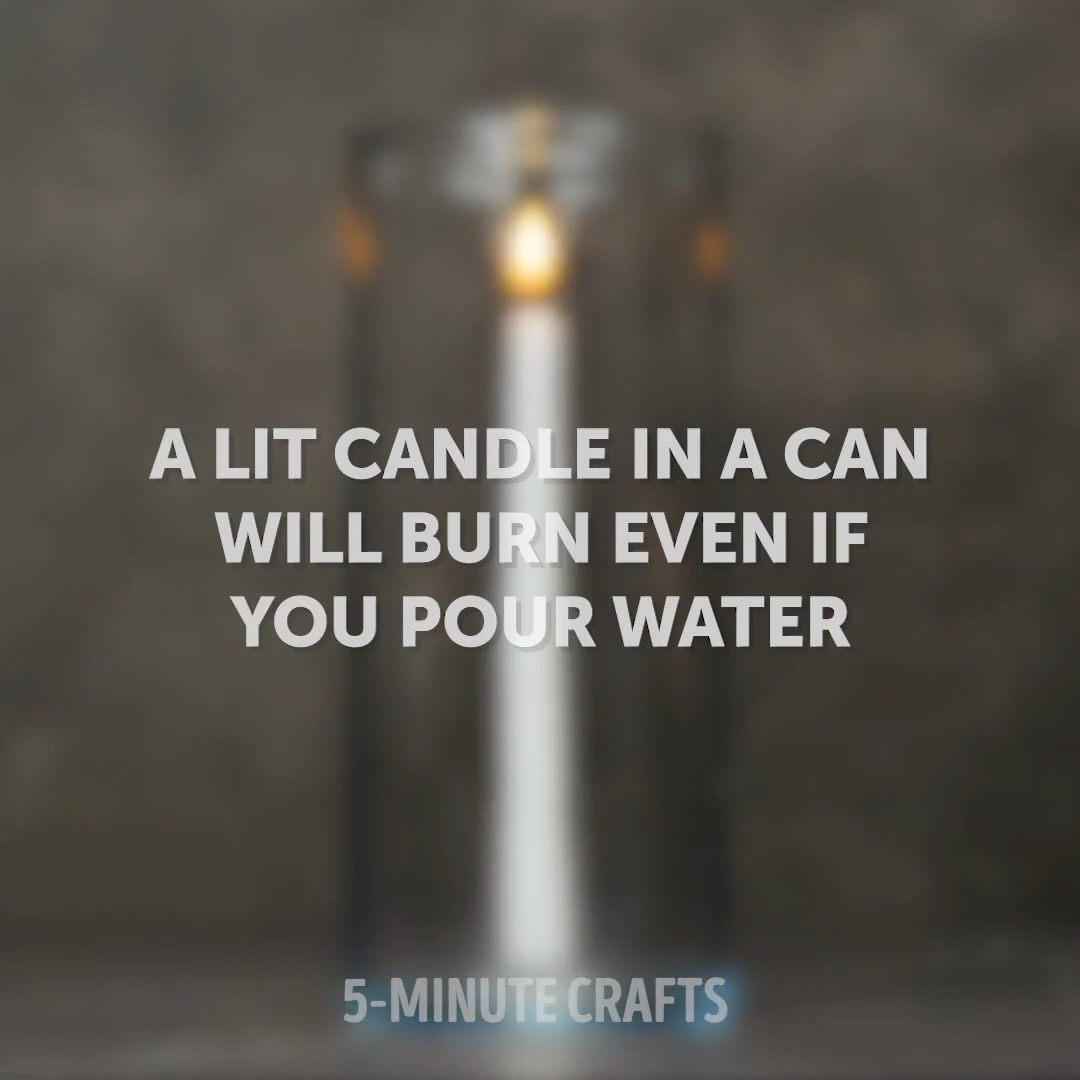 A LIT CANDLE IN A CAN
WILL BURN EVEN IF
YOU POUR WATER
5-MINUTE CRAFTS